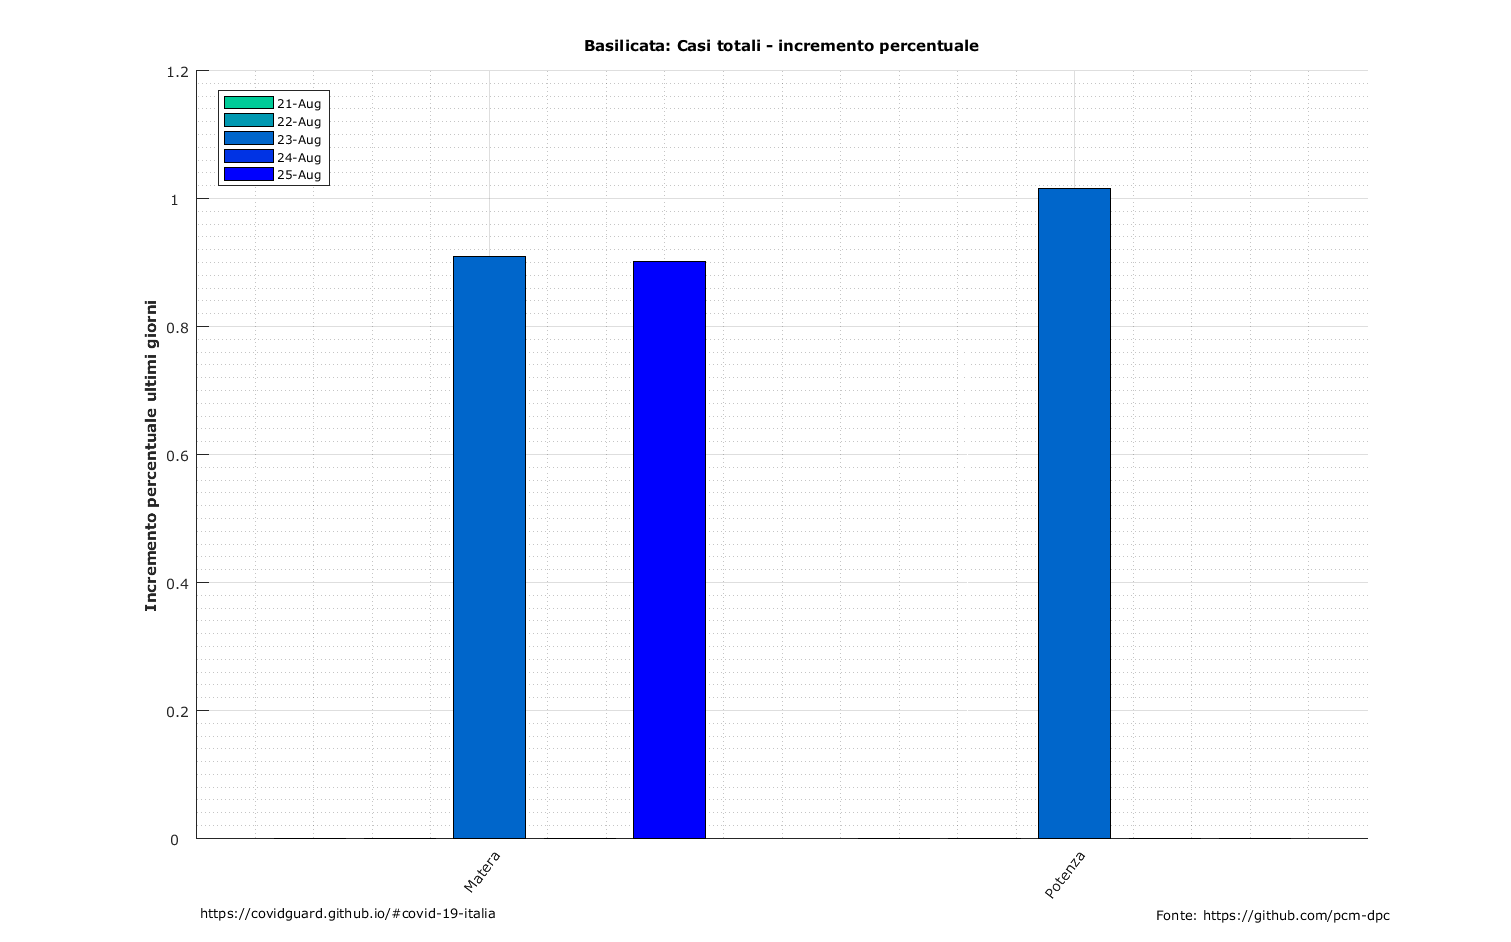 Basilicata: Casi totali - incremento percentuale
1.2
1
0.8
0.6
0.4
0.2
0
Incremento percentuale ultimi giorni
21-Aug
22-Aug
23-Aug
24-Aug
25-Aug
Matera
Potenza
https://covidguard.github.io/#covid-19-italia
Fonte: https://github.com/pcm-dpc